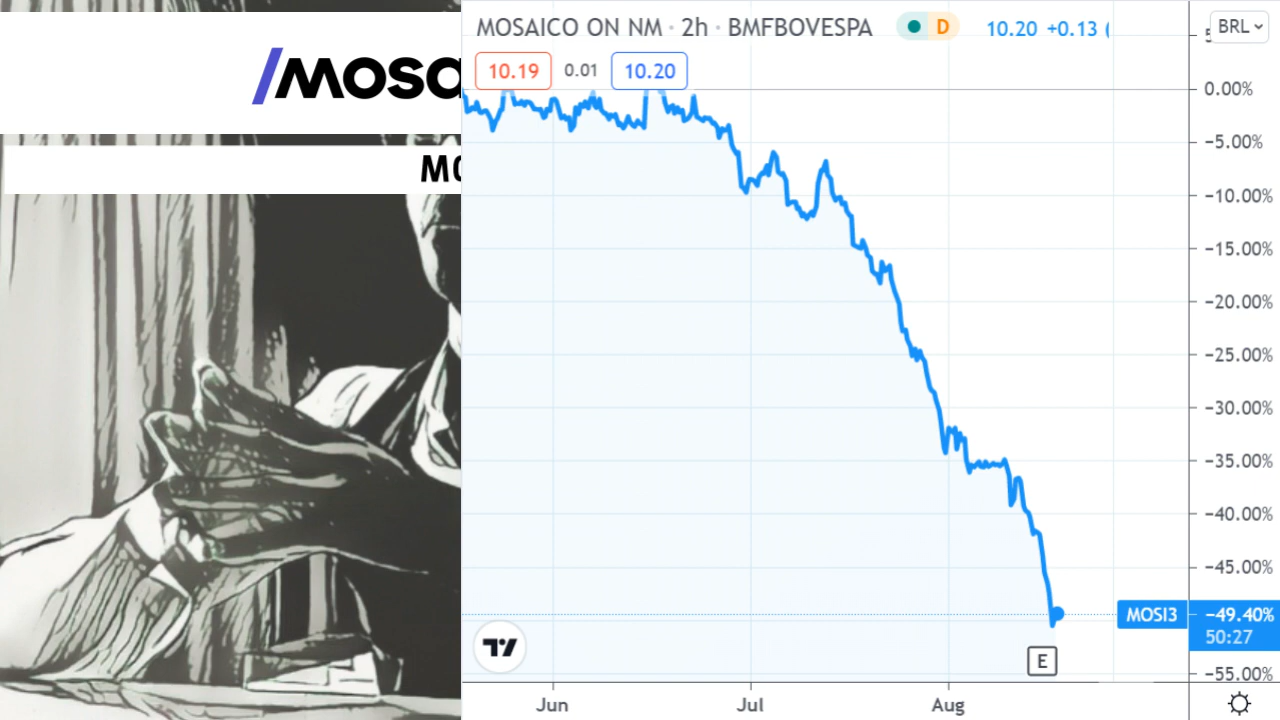 /MOSA
MO
MOSAICO ON NM · 2h · BMFBOVESPA
D
10.20 +0.13 (
BRL
10.19
0.01
10.20
0.00%
−5.00%
−10.00%
−15.00%
−20.00%
−25.00%
−30.00%
−35.00%
−40.00%
−45.00%
MOSI3
−49.40%
50:27
E
−55.00%
Jun
Jul
Aug